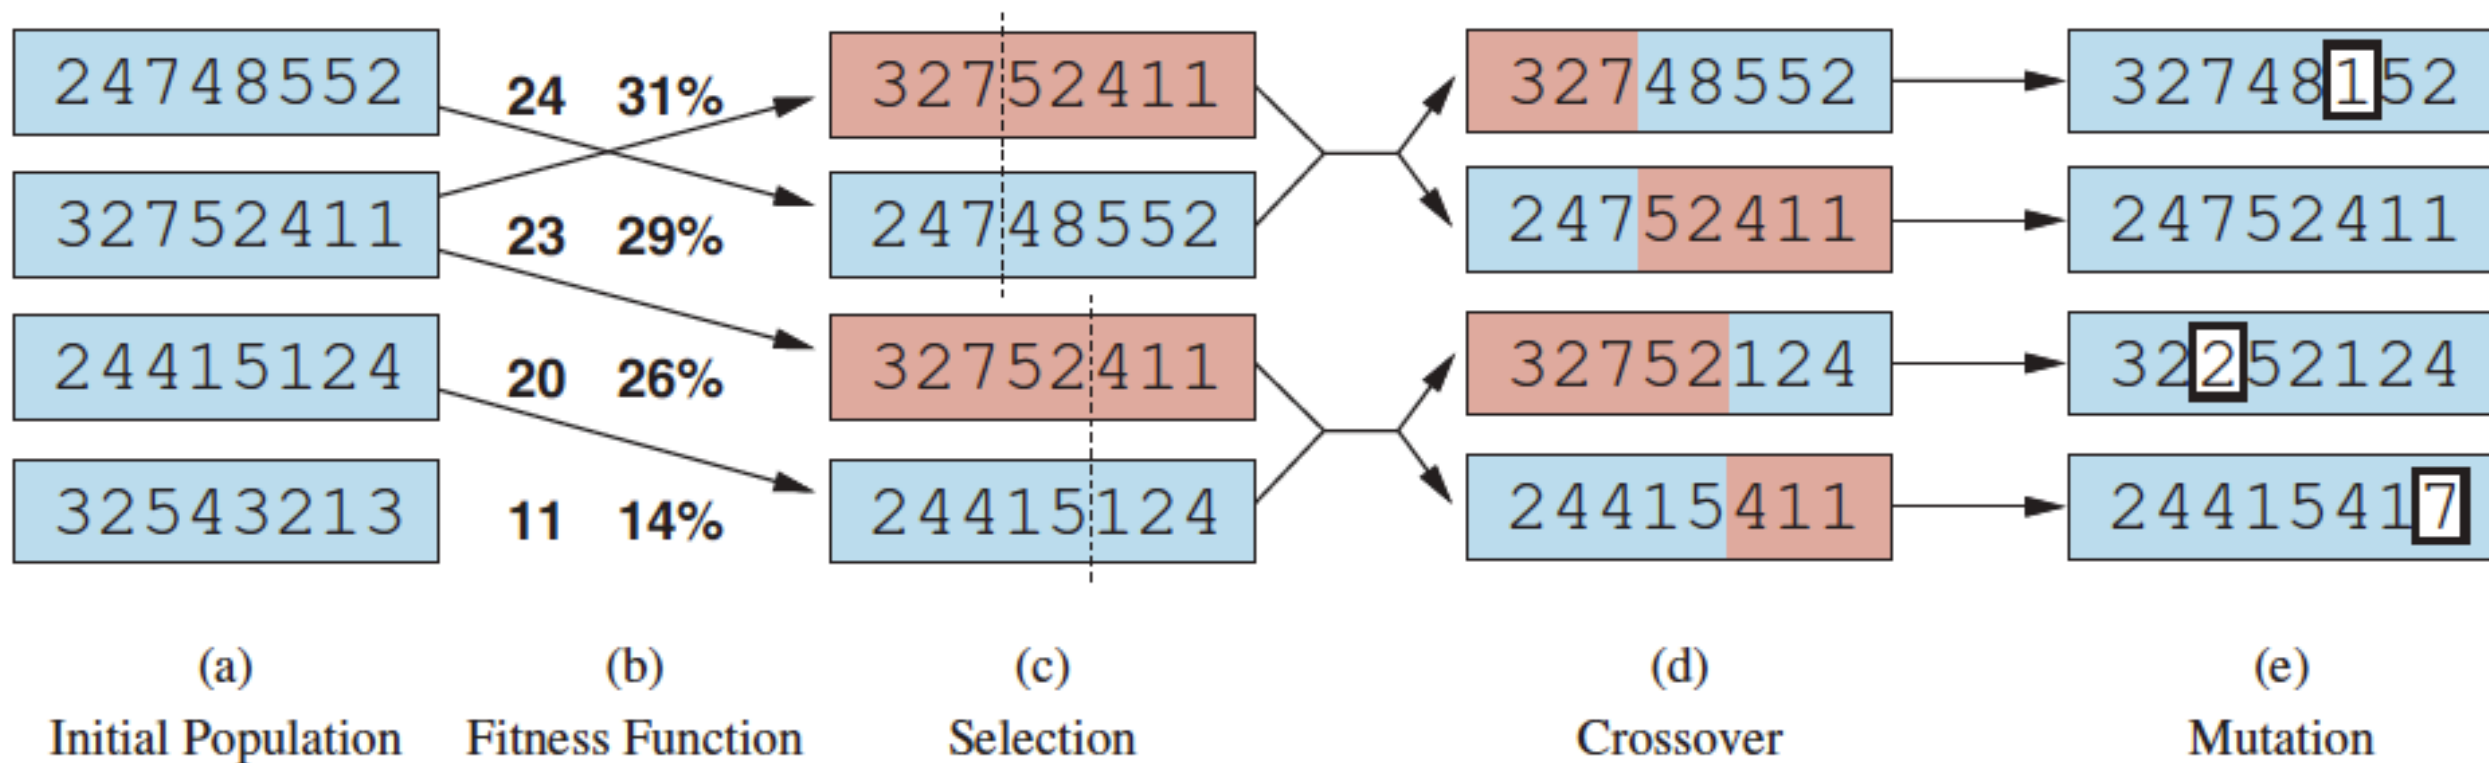 24748552 24 31% 32752411 32748552 32748152
32752411 23 29% 24748552 24752411 24752411
24415124 20 26% 32752411 32752124 32252124
32543213 11 14% 24415124 24415411 24415417
(a) (b) (c) (d) (e)
Initial Population Fitness Function Selection Crossover Mutation